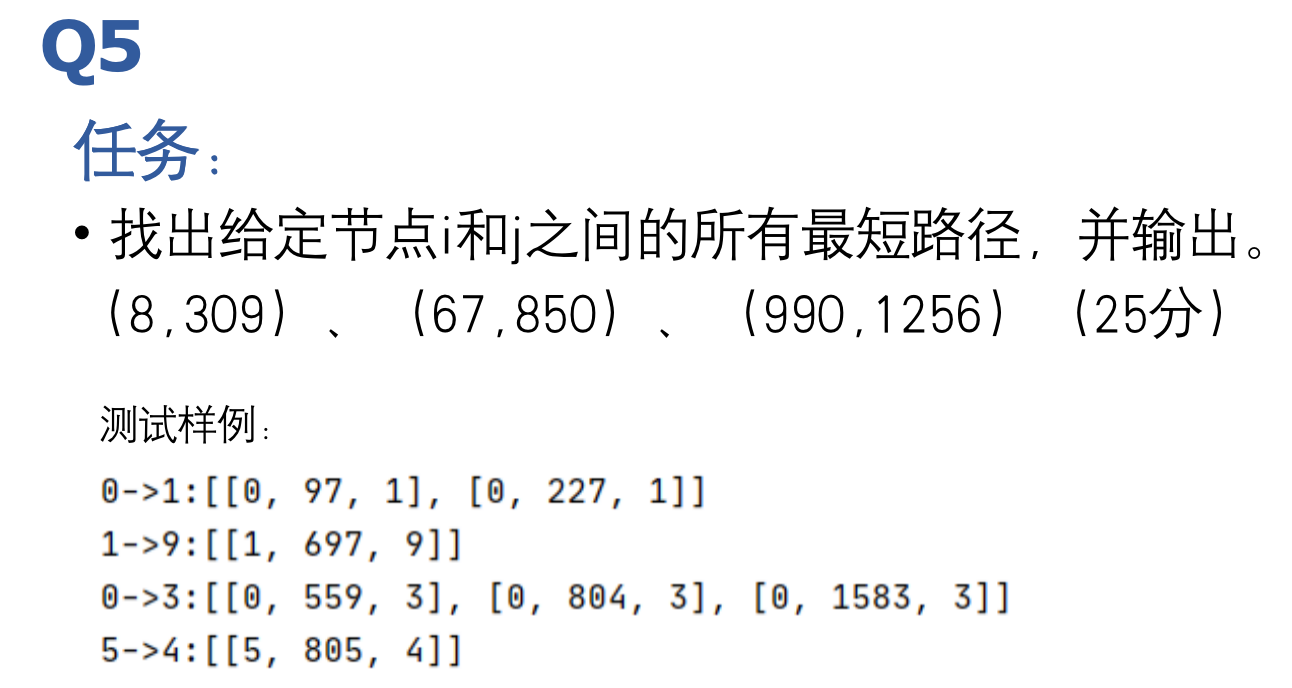 Q5
任务：
• 找出给定节点i和j之间的所有最短路径，并输出。
(8,309) 、 (67,850) 、 (990,1256) (25分)
测试样例：
0->1:[[0, 97, 1], [0, 227, 1]]
1->9:[[1, 697, 9]]
0->3:[[0, 559, 3], [0, 804, 3], [0, 1583, 3]]
5->4:[[5, 805, 4]]